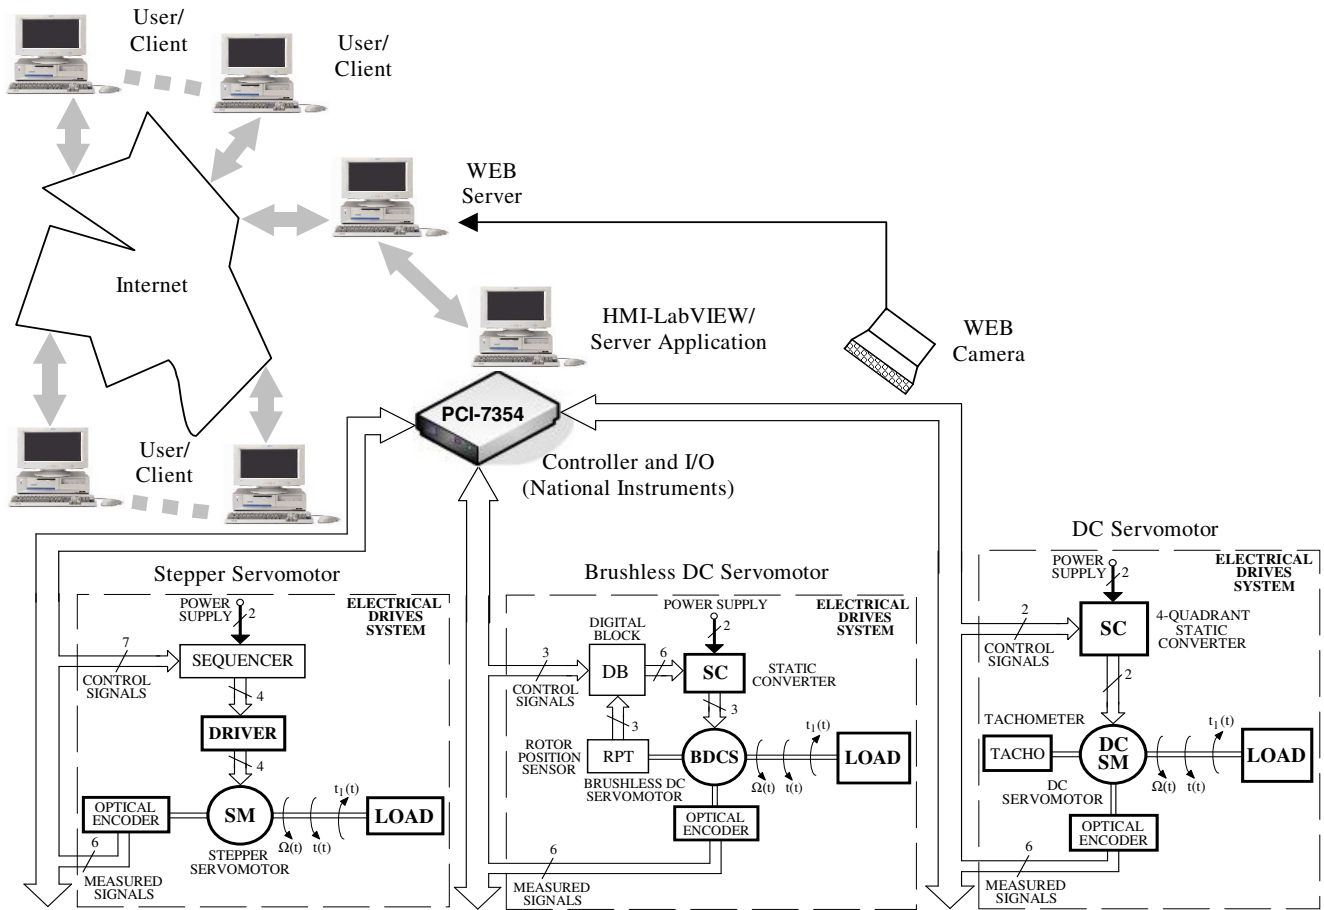 User/
Client
User/
Client
WEB
Server
Internet
HMI-LabVIEW/
Server Application
WEB
Camera
PCI-7354
User/
Client
Controller and I/O
(National Instruments)
Stepper Servomotor
POWER
SUPPLY
2
ELECTRICAL
DRIVES
SYSTEM
7
CONTROL
SIGNALS
SEQUENCER
4
DRIVER
4
OPTICAL
ENCODER
SM
t1(t)
Ω(t)
t(t)
LOAD
STEPPER
SERVOMOTOR
6
MEASURED
SIGNALS
Brushless DC Servomotor
POWER SUPPLY
2
ELECTRICAL
DRIVES
SYSTEM
DIGITAL
BLOCK
3
CONTROL
SIGNALS
DB
6
SC
STATIC
CONVERTER
3
3
ROTOR
POSITION
SENSOR
RPT
BDCS
t1(t)
Ω(t)
t(t)
LOAD
BRUSHLESS DC
SERVOMOTOR
OPTICAL
ENCODER
6
MEASURED
SIGNALS
DC Servomotor
POWER
SUPPLY
2
ELECTRICAL
DRIVES
SYSTEM
2
CONTROL
SIGNALS
SC
4-QUADRANT
STATIC
CONVERTER
2
TACHOMETER
TACHO
DC
SM
t1(t)
Ω(t)
t(t)
LOAD
DC
SERVOMOTOR
OPTICAL
ENCODER
6
MEASURED
SIGNALS